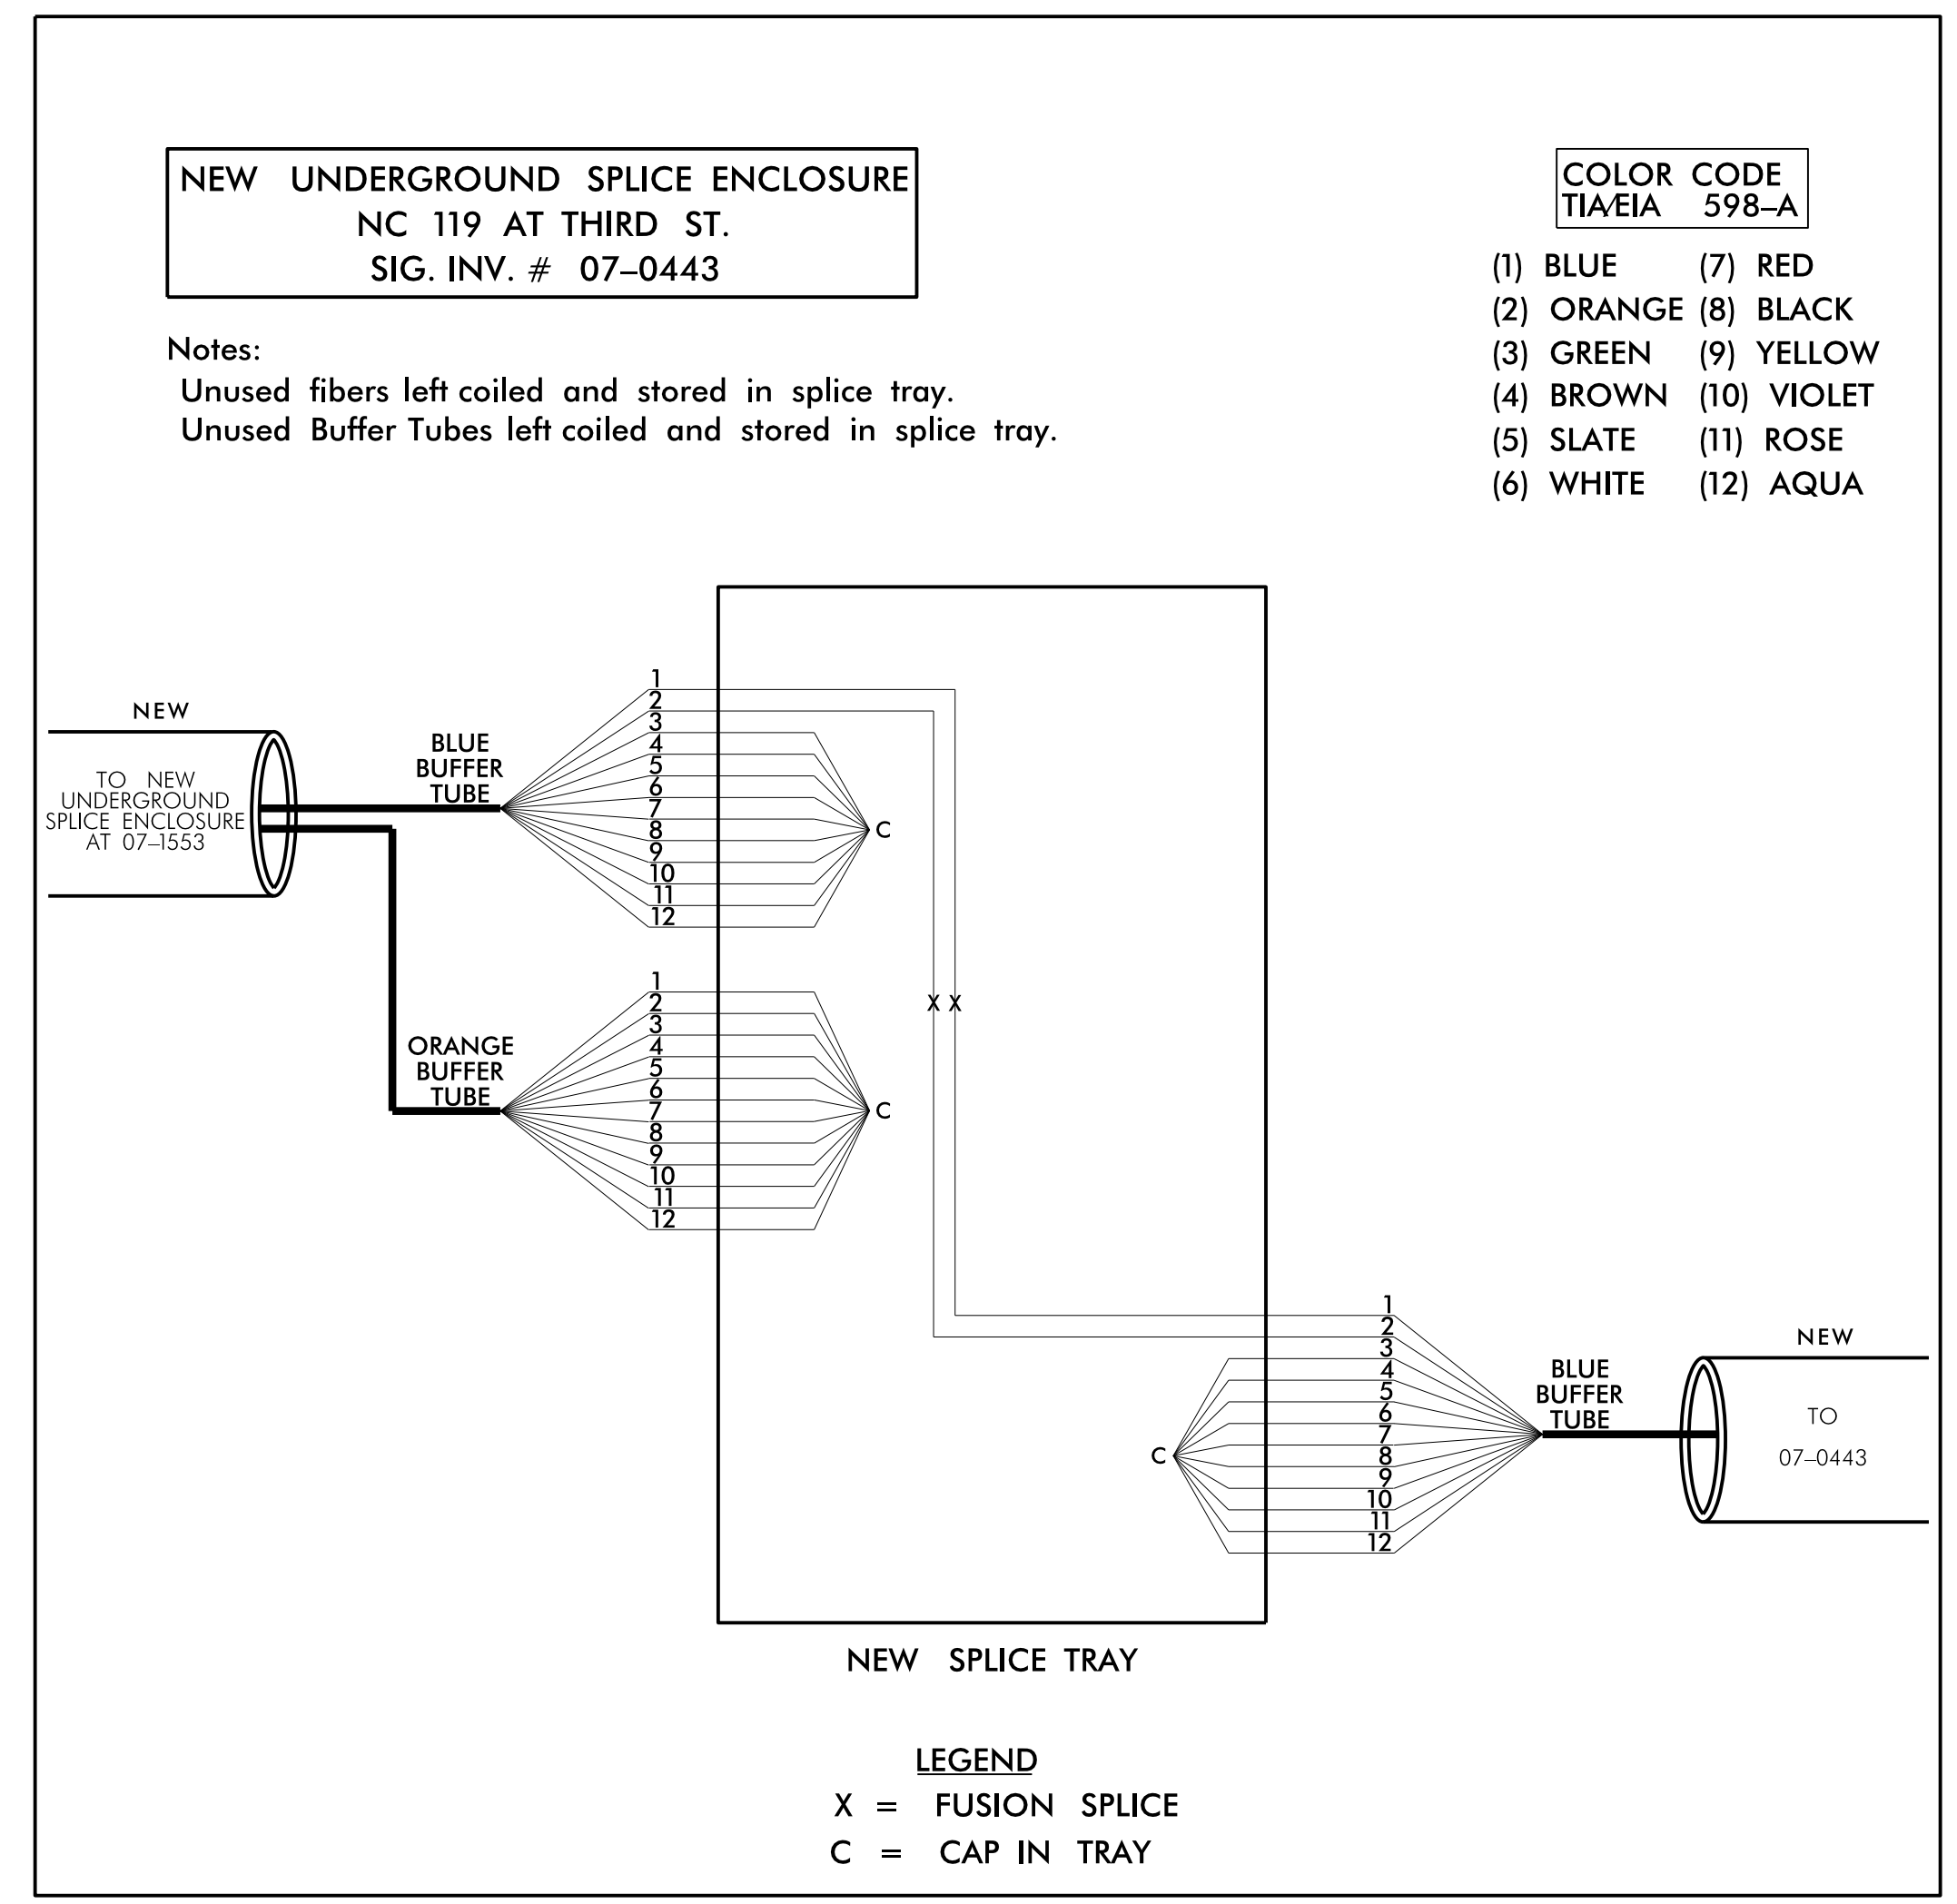 NEW UNDERGROUND SPLICE ENCLOSURE
NC 119 AT THIRD ST.
SIG. INV. # 07–0443
COLOR CODE
TIA/EIA 598–A
(1) BLUE (7) RED
(2) ORANGE (8) BLACK
(3) GREEN (9) YELLOW
(4) BROWN (10) VIOLET
(5) SLATE (11) ROSE
(6) WHITE (12) AQUA
Notes:
Unused fibers left coiled and stored in splice tray.
Unused Buffer Tubes left coiled and stored in splice tray.
NEW
TO NEW
UNDERGROUND
SPLICE ENCLOSURE
AT 07–1553
BLUE
BUFFER
TUBE
1
2
3
4
5
6
7
8
9
10
11
12
C
ORANGE
BUFFER
TUBE
1
2
3
4
5
6
7
8
9
10
11
12
C
X X
1
2
3
4
5
6
7
8
9
10
11
12
C
BLUE
BUFFER
TUBE
NEW
TO
07–0443
NEW SPLICE TRAY
LEGEND
X = FUSION SPLICE
C = CAP IN TRAY